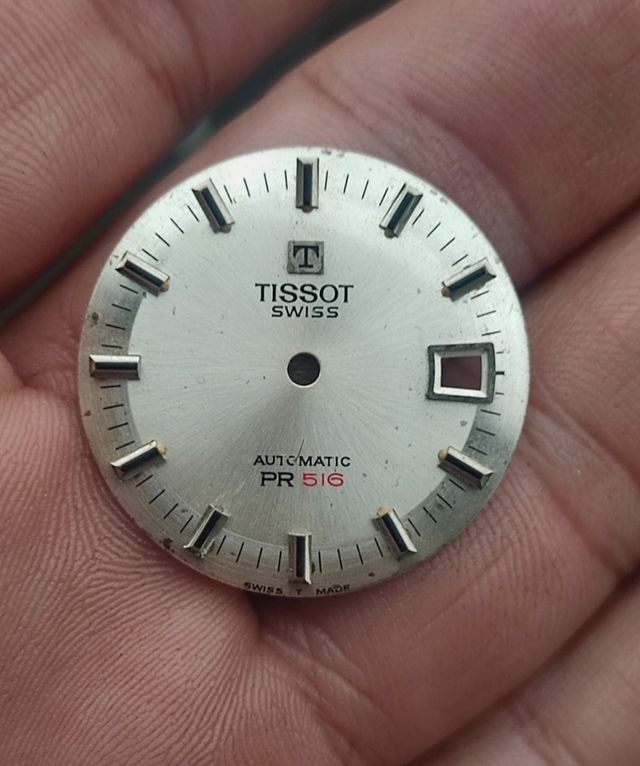 T
TISSOT
SWISS
AUTOMATIC
PR 516
SWISS T MADE